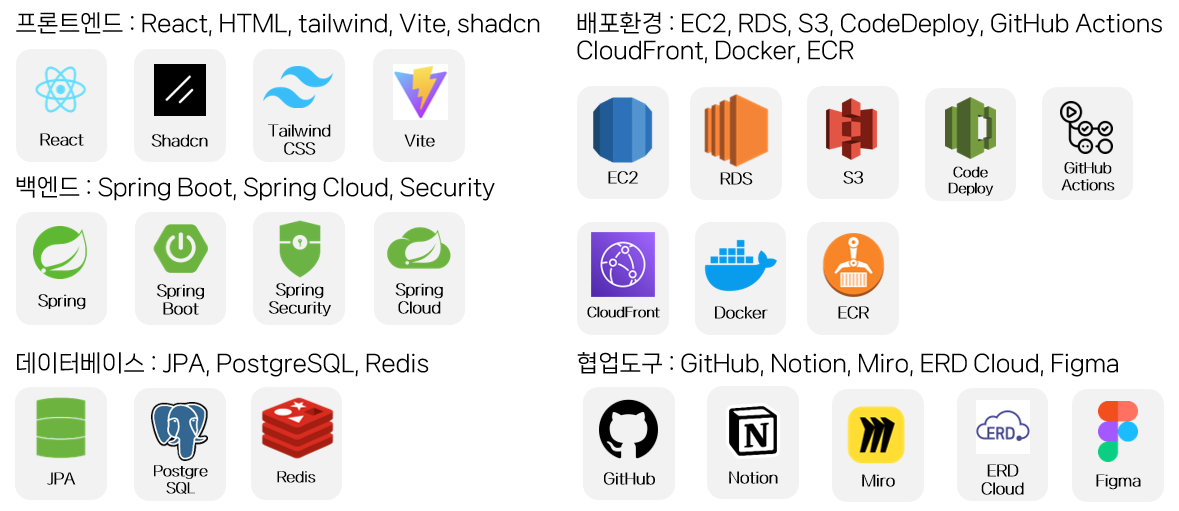 프론트엔드 : React, HTML, tailwind, Vite, shadcn
React
Shadcn
Tailwind
CSS
Vite
백엔드 : Spring Boot, Spring Cloud, Security
Spring
Spring
Boot
Spring
Security
Spring
Cloud
데이터베이스 : JPA, PostgreSQL, Redis
JPA
Postgre
SQL
Redis
배포환경 : EC2, RDS, S3, CodeDeploy, GitHub Actions
CloudFront, Docker, ECR
EC2
RDS
S3
Code
Deploy
GitHub
Actions
CloudFront
Docker
ECR
협업도구 : GitHub, Notion, Miro, ERD Cloud, Figma
GitHub
N
Notion
Miro
ERD
ERD
Cloud
Figma